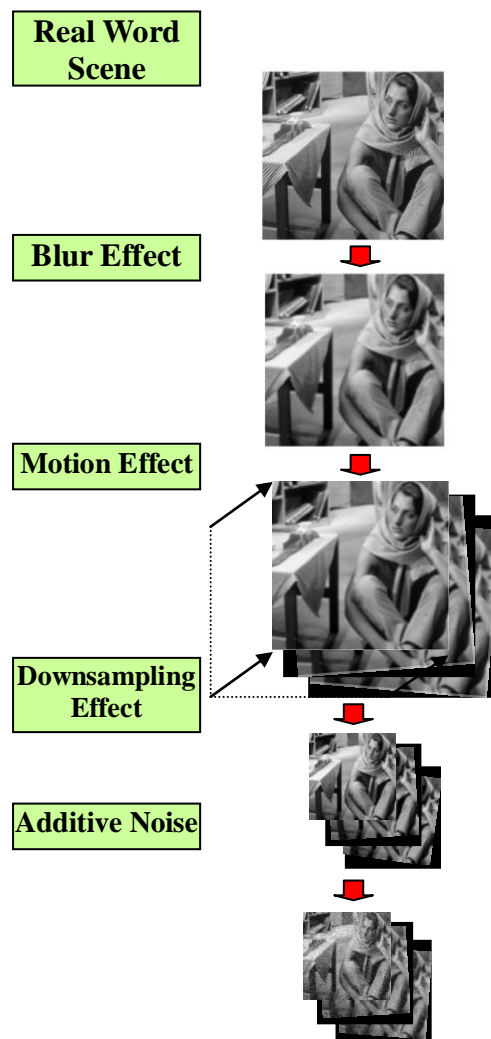 Real Word
Scene
Blur Effect
Motion Effect
Downsampling
Effect
Additive Noise